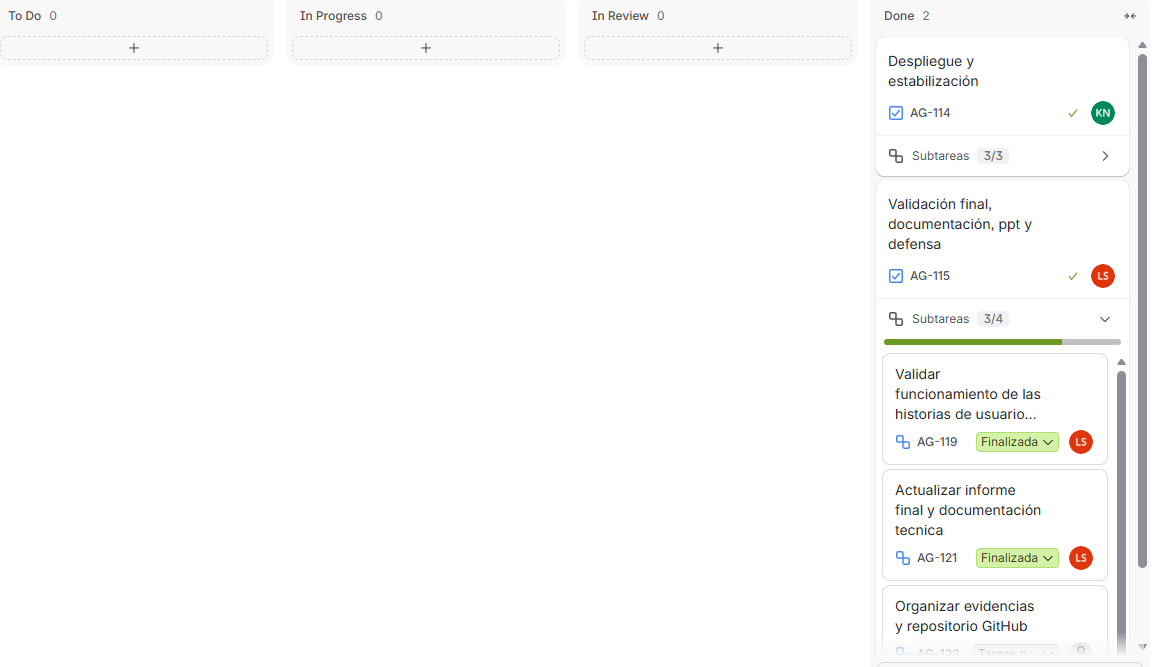 To Do 0
In Progress 0
In Review 0
Done 2
Despliegue y
estabilización
AG-114
KN
Subtareas 3/3
Validación final,
documentación, ppt y
defensa
AG-115
LS
Subtareas 3/4
Validar
funcionamiento de las
historias de usuario...
AG-119 Finalizada LS
Actualizar informe
final y documentación
tecnica
AG-121 Finalizada LS
Organizar evidencias
y repositorio GitHub